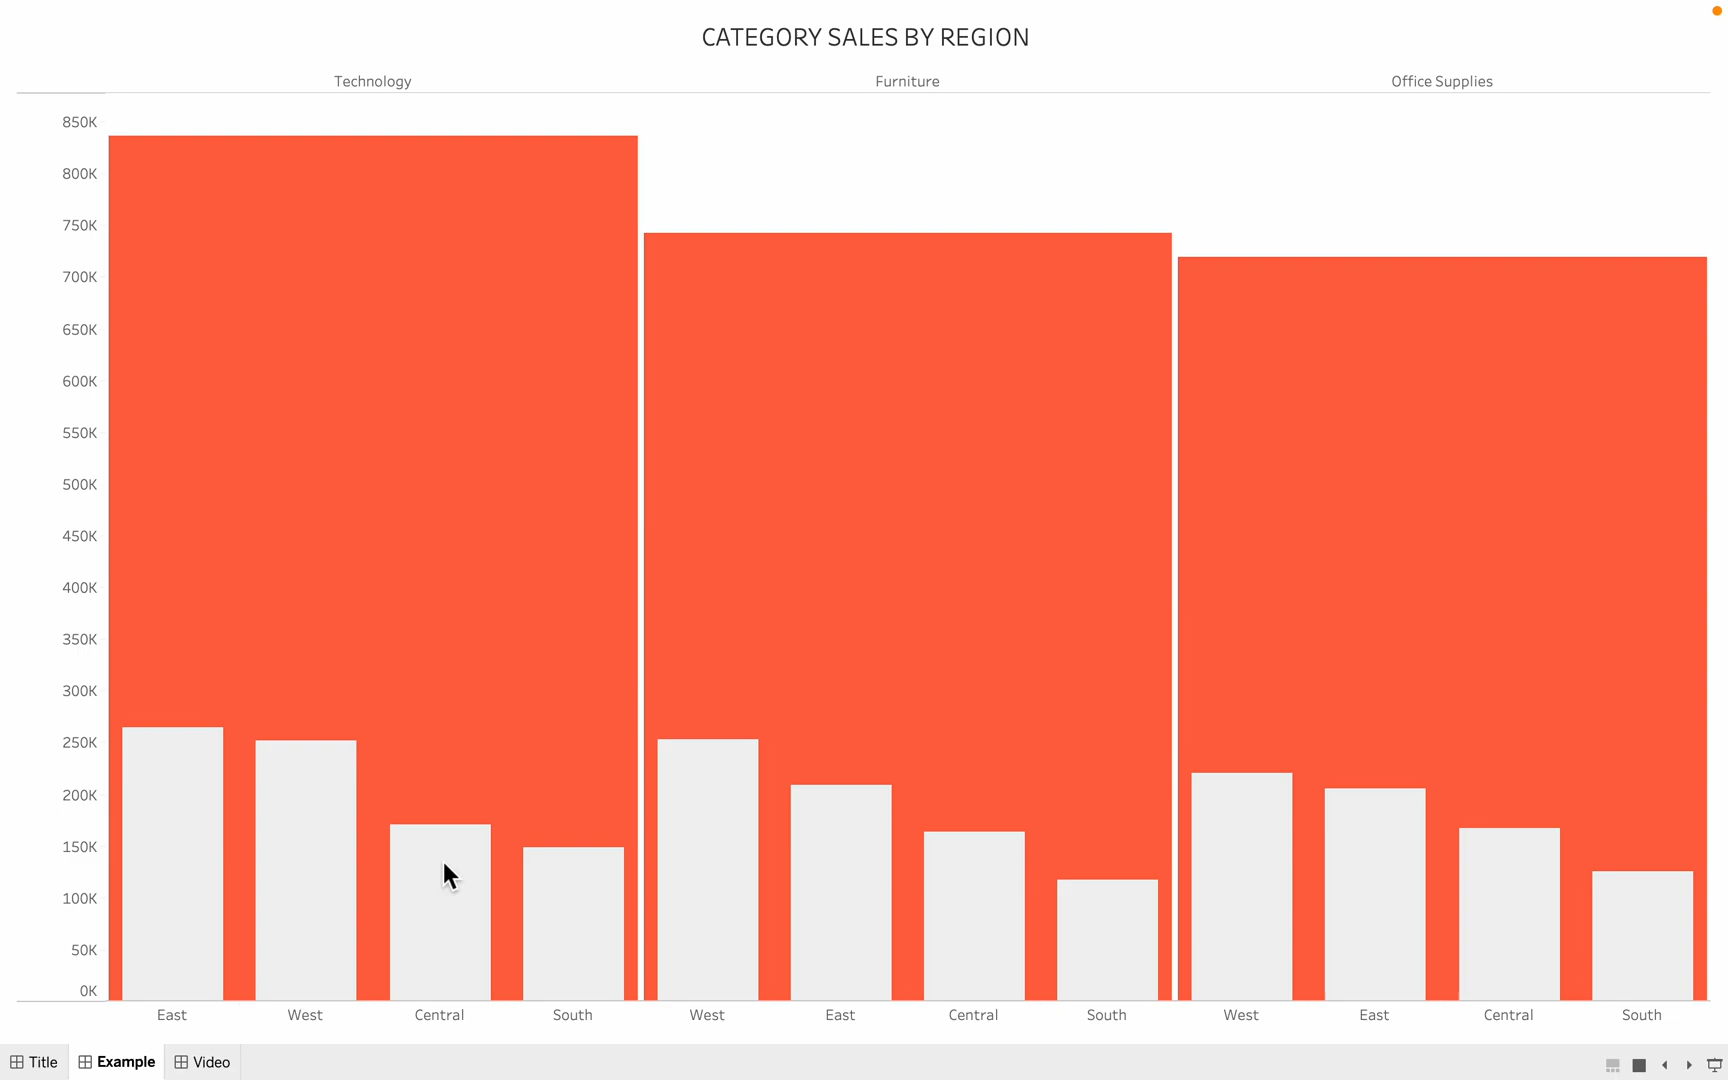 CATEGORY SALES BY REGION
Technology Furniture Office Supplies
850K
800K
750K
700K
650K
600K
550K
500K
450K
400K
350K
300K
250K
200K
150K
100K
50K
0K
East West Central South West East Central South West East Central South
Title Example Video